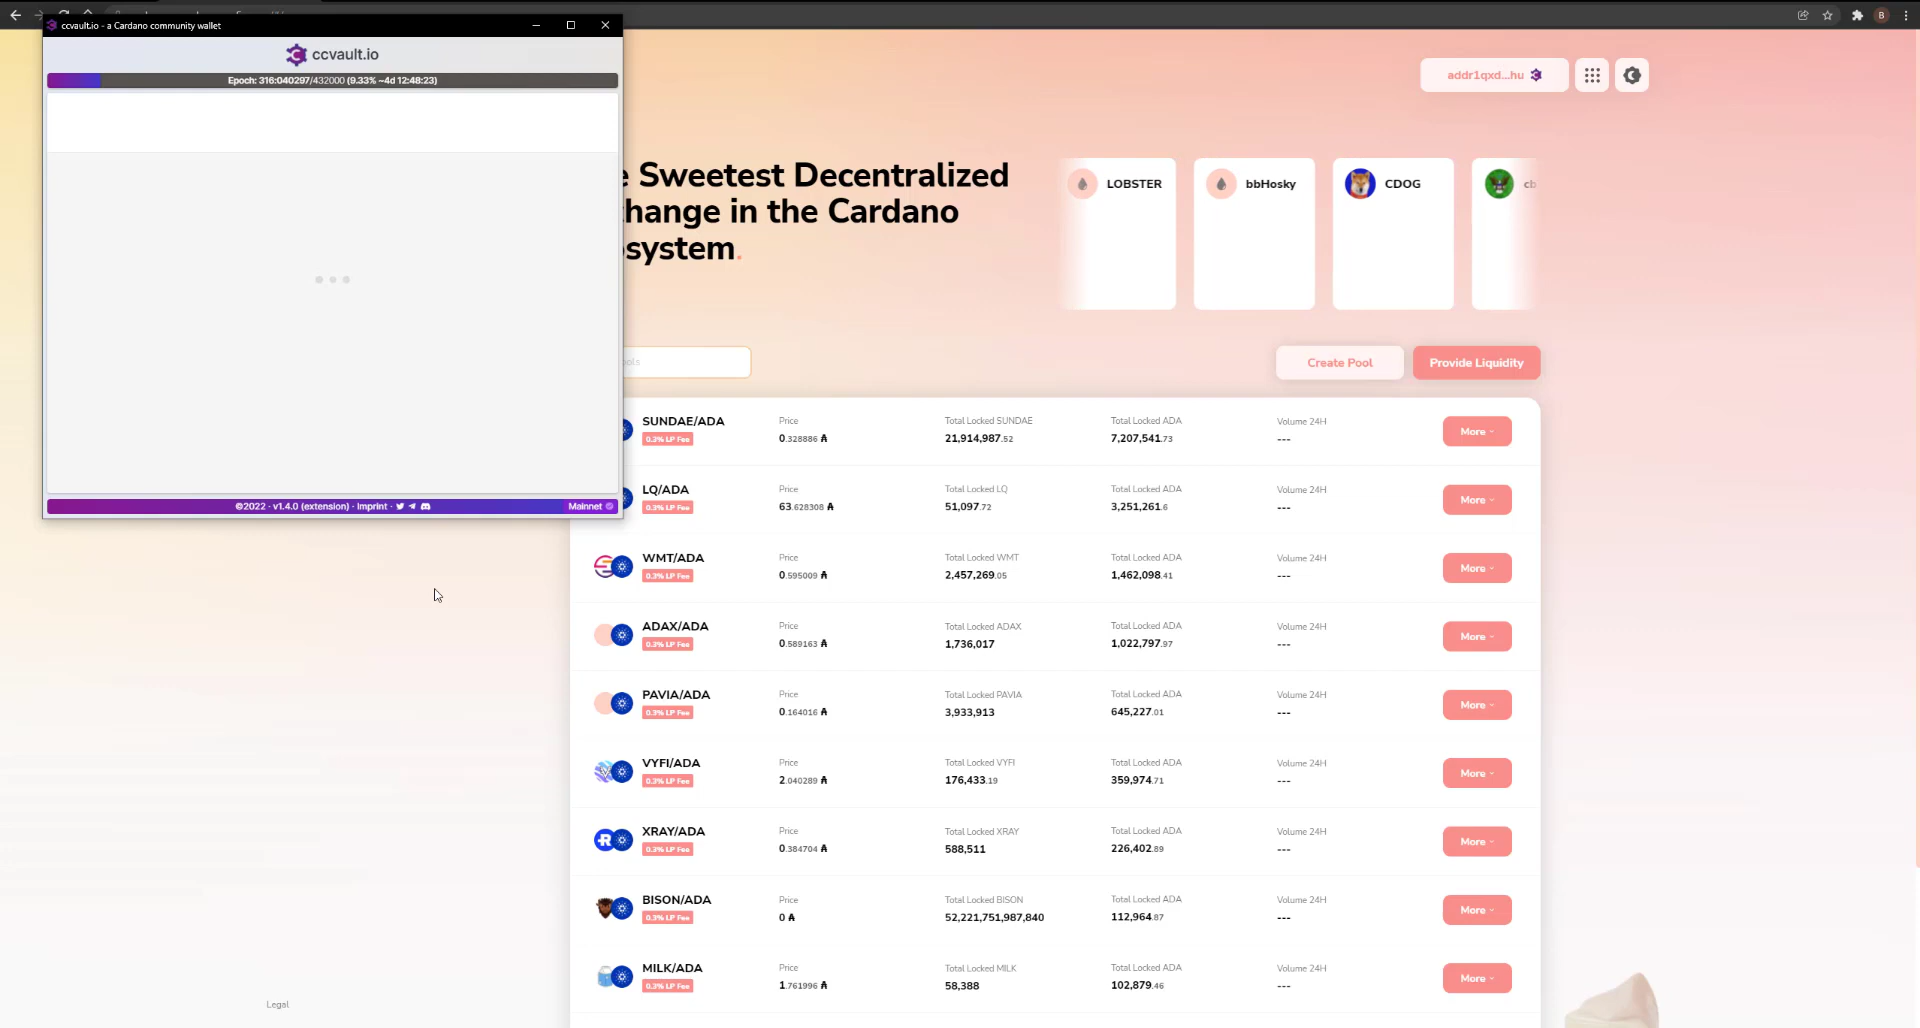 ccvault.io - a Cardano community wallet
ccvault.io
Epoch: 316:040297/432000 (9.33% ~4d 12:48:23)
©2022 · v1.4.0 (extension) · Imprint ·
Mainnet
addr1qxd...hu
B
Sweetest Decentralized
change in the Cardano
system.
LOBSTER
bbHosky
CDOG
cb
Create Pool
Provide Liquidity
SUNDAE/ADA
0.3% LP Fee
Price
0.328886 ₳
Total Locked SUNDAE
21,914,987.52
Total Locked ADA
7,207,541.73
Volume 24H
---
More
LQ/ADA
0.3% LP Fee
Price
63.628308 ₳
Total Locked LQ
51,097.72
Total Locked ADA
3,251,261.6
Volume 24H
---
More
WMT/ADA
0.3% LP Fee
Price
0.595009 ₳
Total Locked WMT
2,457,269.05
Total Locked ADA
1,462,098.41
Volume 24H
---
More
ADAX/ADA
0.3% LP Fee
Price
0.589163 ₳
Total Locked ADAX
1,736,017
Total Locked ADA
1,022,797.97
Volume 24H
---
More
PAVIA/ADA
0.3% LP Fee
Price
0.164016 ₳
Total Locked PAVIA
3,933,913
Total Locked ADA
645,227.01
Volume 24H
---
More
VYFI/ADA
0.3% LP Fee
Price
2.040289 ₳
Total Locked VYFI
176,433.19
Total Locked ADA
359,974.71
Volume 24H
---
More
XRAY/ADA
0.3% LP Fee
Price
0.384704 ₳
Total Locked XRAY
588,511
Total Locked ADA
226,402.89
Volume 24H
---
More
BISON/ADA
0.3% LP Fee
Price
0 ₳
Total Locked BISON
52,221,751,987,840
Total Locked ADA
112,964.87
Volume 24H
---
More
MILK/ADA
0.3% LP Fee
Price
1.761996 ₳
Total Locked MILK
58,388
Total Locked ADA
102,879.46
Volume 24H
---
More
Legal